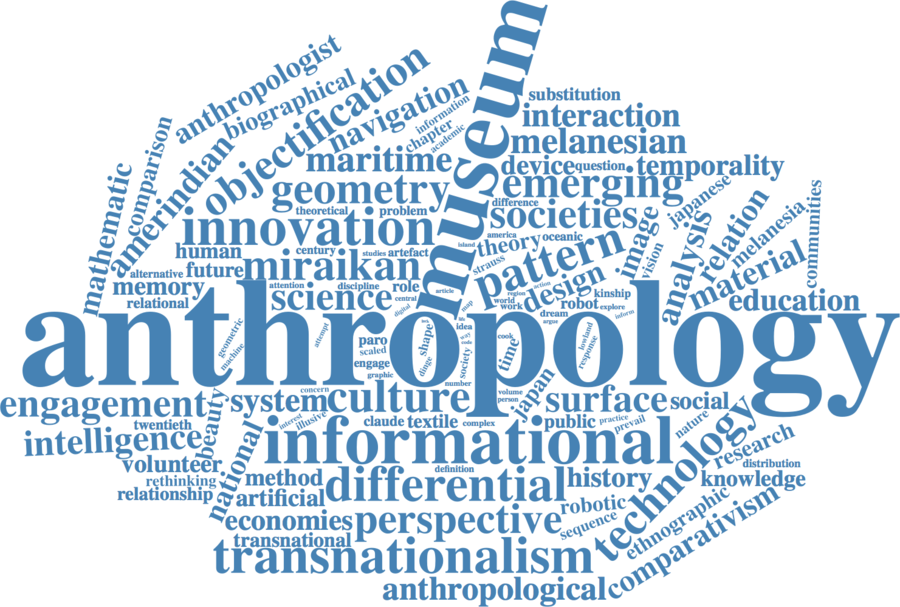 museum
anthropologist
biographical
objectification
navigation
information
chapter
academic
substitution
interaction
melanesian
maritime
device
question
temporality
mathematic
comparison
amerindian
geometry
emerging
japanese
theoretical
problem
difference
societies
innovation
america
image
relation
melanesia
communities
human
century
studies
artefact
island
theory
oceanic
vision
analysis
alternative
future
miraikan
strauss
pattern
material
memory
attention
discipline
role
article
region
action
design
relational
science
central
digital
map
world
work
robot
kinship
explore
education
dream
argue
inform
anthropology
geometric
machine
attempt
paro
scaled
engage
graphic
shape
dinge
idea
way
code
society
number
cook
time
lowland
response
engagement
beauty
system
concern
culture
volume
person
japan
surface
social
twentieth
interest
illusive
claude
textile
complex
public
practice
prevail
nature
intelligence
national
informational
technology
research
volunteer
rethinking
relationship
method
definition
differential
history
distribution
knowledge
artificial
robotic
economies
perspective
sequence
ethnographic
transnational
transnationalism
comparativism
anthropological